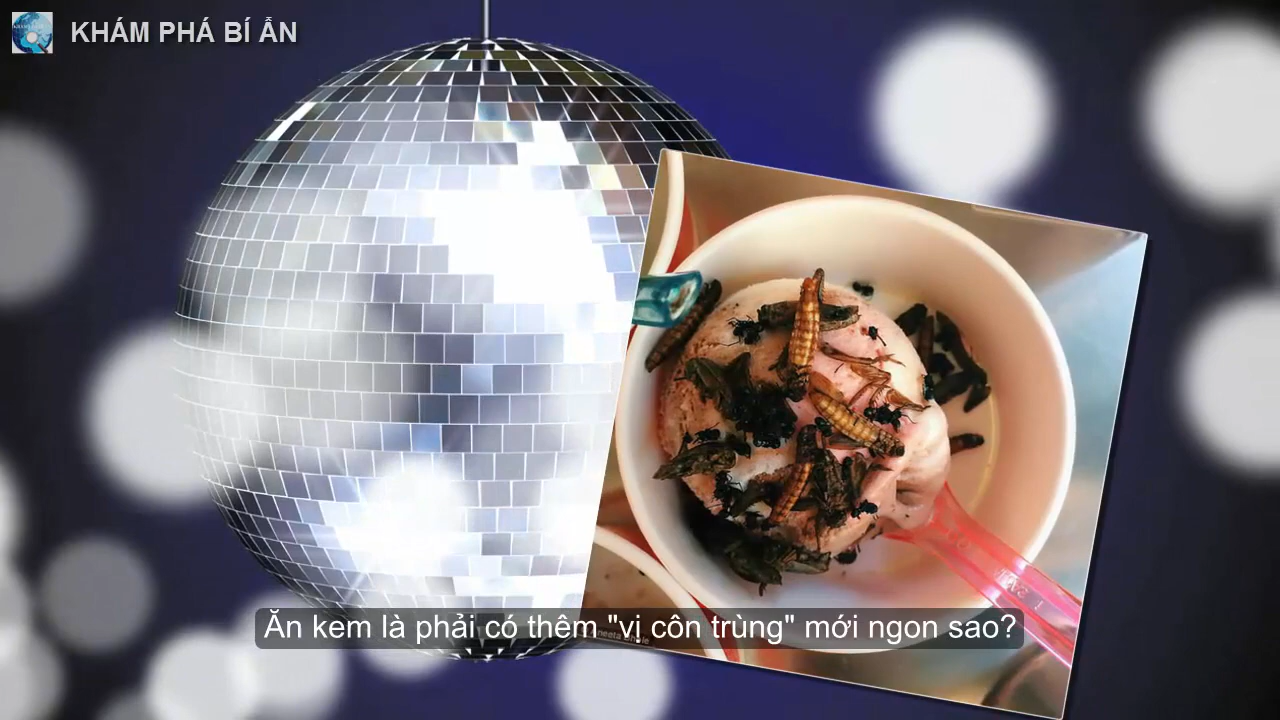 KHÁM PHÁ BÍ ẨN
Ăn kem là phải có thêm "vị côn trùng" mới ngon sao?